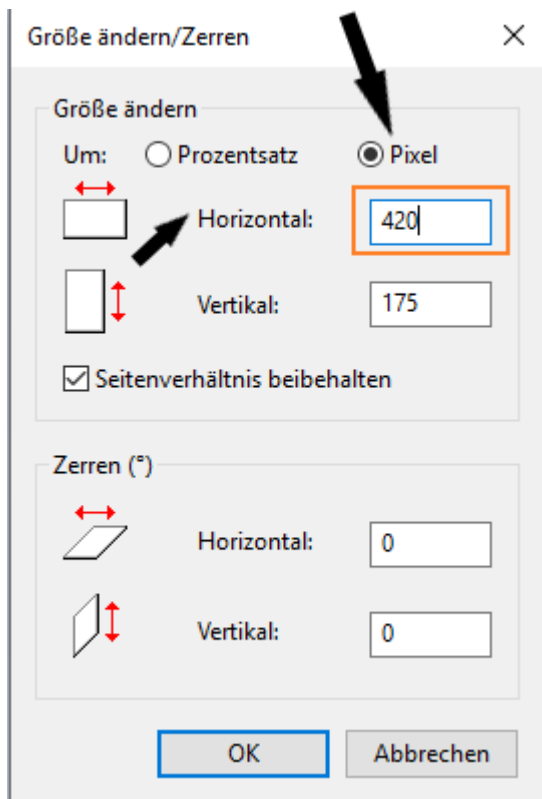 Größe ändern/Zerren
Größe ändern
Um: Prozentsatz Pixel
Horizontal: 420
Vertikal: 175
Seitenverhältnis beibehalten
Zerren (°)
Horizontal: 0
Vertikal: 0
OK Abbrechen